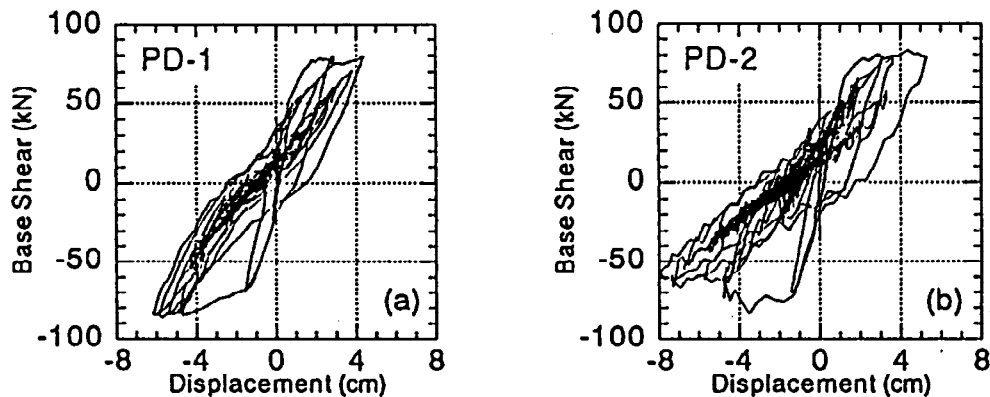 100
PD-1
50
0
-50
(a)
-100
-8 -4 0 4 8
Displacement (cm)
Base Shear (kN)
100
PD-2
50
0
-50
(b)
-100
-8 -4 0 4 8
Displacement (cm)
Base Shear (kN)